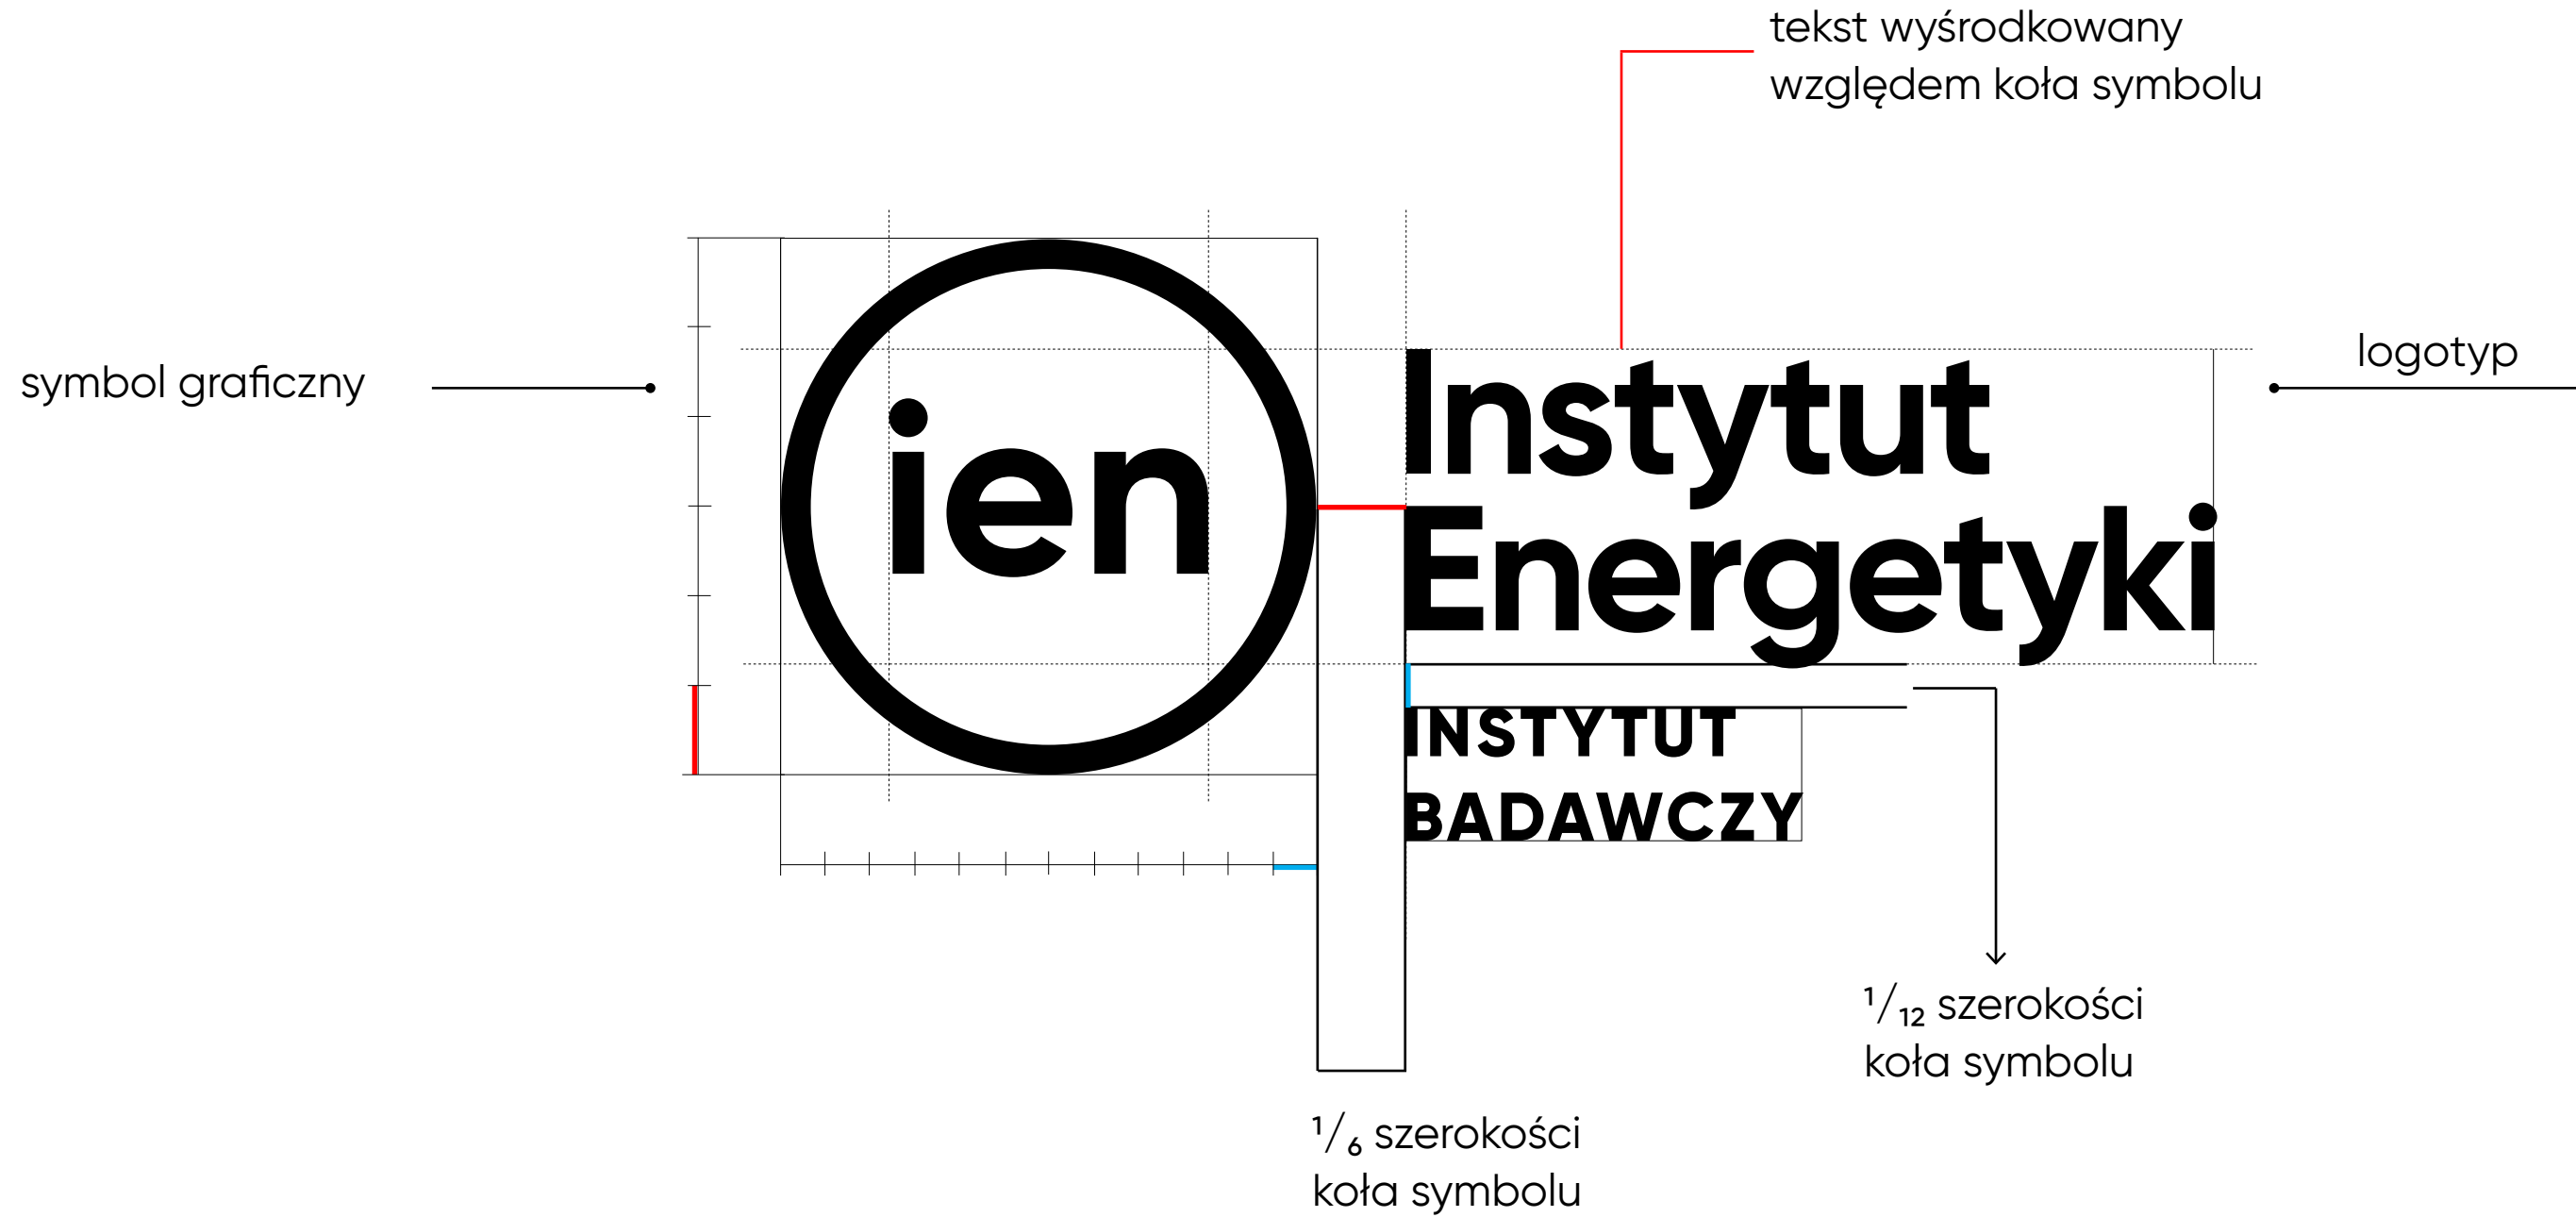 tekst wyśrodkowany
względem koła symbolu
symbol graficzny
ien
Instytut
Energetyki
logotyp
INSTYTUT
BADAWCZY
¹/₁₂ szerokości
koła symbolu
¹/₆ szerokości
koła symbolu